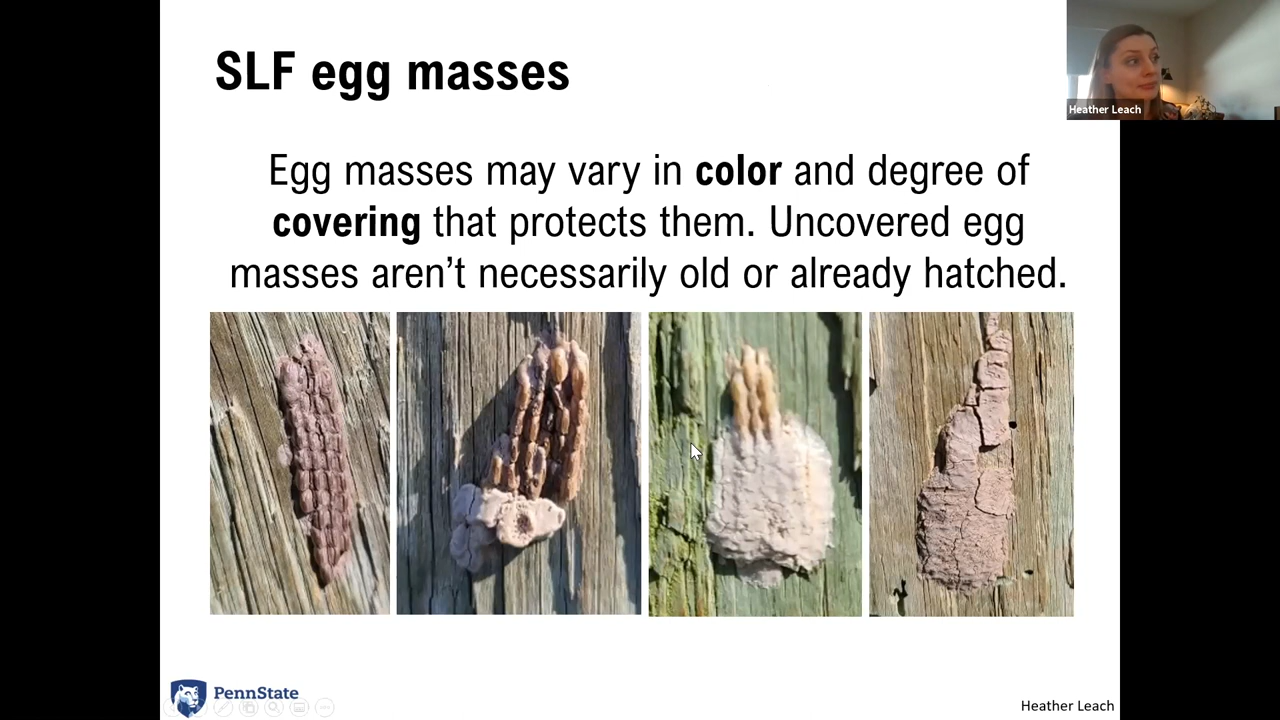 SLF egg masses
Heather Leach
Egg masses may vary in color and degree of
covering that protects them. Uncovered egg
masses aren't necessarily old or already hatched.
PennState
Heather Leach